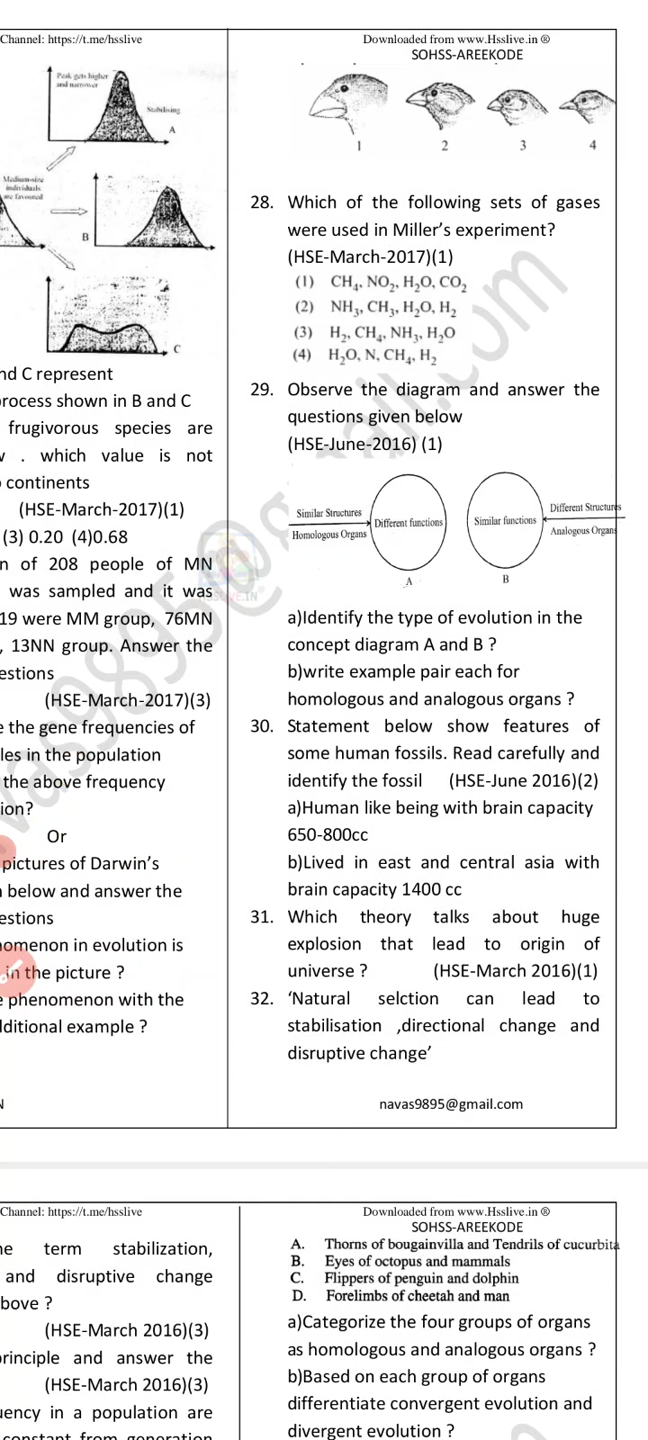 Channel: https://t.me/hsslive
Peak gets higher
and narrower
Stabilising
A
Medium-size
individuals
are favoured
B
C
nd C represent
process shown in B and C
frugivorous species are
. which value is not
continents
(HSE-March-2017)(1)
(3) 0.20 (4)0.68
n of 208 people of MN
was sampled and it was
19 were MM group, 76MN
, 13NN group. Answer the
estions
(HSE-March-2017)(3)
e the gene frequencies of
les in the population
the above frequency
ion?
Or
pictures of Darwin's
below and answer the
estions
nomenon in evolution is
in the picture ?
e phenomenon with the
dditional example ?
N
Downloaded from www.Hsslive.in ®
SOHSS-AREEKODE
1 2 3 4
28. Which of the following sets of gases
were used in Miller's experiment?
(HSE-March-2017)(1)
(1) CH₄, NO₂, H₂O, CO₂
(2) NH₃, CH₃, H₂O, H₂
(3) H₂, CH₄, NH₃, H₂O
(4) H₂O, N, CH₄, H₂
29. Observe the diagram and answer the
questions given below
(HSE-June-2016) (1)
Similar Structures
Homologous Organs
Different functions
A
Similar functions
B
Different Structures
Analogous Organs
a)Identify the type of evolution in the
concept diagram A and B ?
b)write example pair each for
homologous and analogous organs ?
30. Statement below show features of
some human fossils. Read carefully and
identify the fossil (HSE-June 2016)(2)
a)Human like being with brain capacity
650-800cc
b)Lived in east and central asia with
brain capacity 1400 cc
31. Which theory talks about huge
explosion that lead to origin of
universe ? (HSE-March 2016)(1)
32. 'Natural selction can lead to
stabilisation ,directional change and
disruptive change'
navas9895@gmail.com
Channel: https://t.me/hsslive
he term stabilization,
and disruptive change
bove ?
(HSE-March 2016)(3)
principle and answer the
(HSE-March 2016)(3)
uency in a population are
constant from generation
Downloaded from www.Hsslive.in ®
SOHSS-AREEKODE
A. Thorns of bougainvilla and Tendrils of cucurbita
B. Eyes of octopus and mammals
C. Flippers of penguin and dolphin
D. Forelimbs of cheetah and man
a)Categorize the four groups of organs
as homologous and analogous organs ?
b)Based on each group of organs
differentiate convergent evolution and
divergent evolution ?